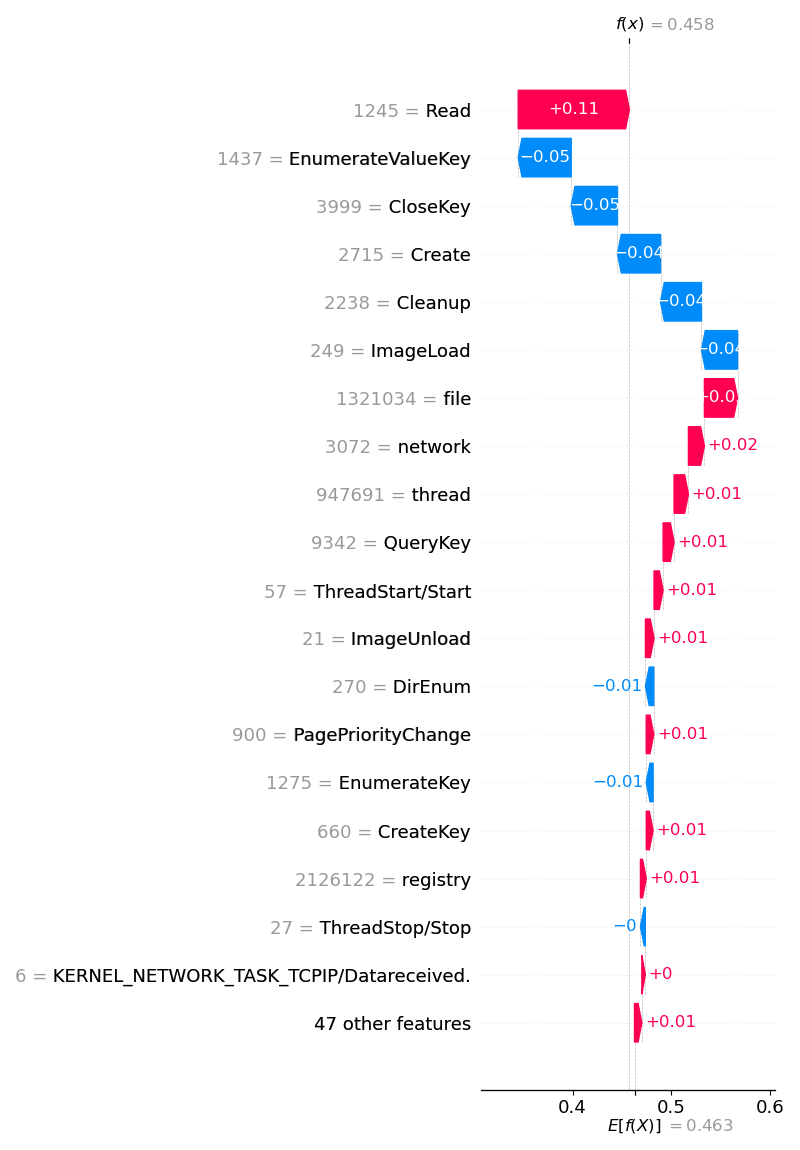 f(x) = 0.458
1245 = Read +0.11
1437 = EnumerateValueKey −0.05
3999 = CloseKey −0.05
2715 = Create −0.04
2238 = Cleanup −0.04
249 = ImageLoad −0.04
1321034 = file
3072 = network +0.02
947691 = thread +0.01
9342 = QueryKey +0.01
57 = ThreadStart/Start +0.01
21 = ImageUnload +0.01
270 = DirEnum −0.01
900 = PagePriorityChange +0.01
1275 = EnumerateKey −0.01
660 = CreateKey +0.01
2126122 = registry +0.01
27 = ThreadStop/Stop −0
6 = KERNEL_NETWORK_TASK_TCPIP/Datareceived. +0
47 other features +0.01
0.4 0.5 0.6
E[f(X)] = 0.463